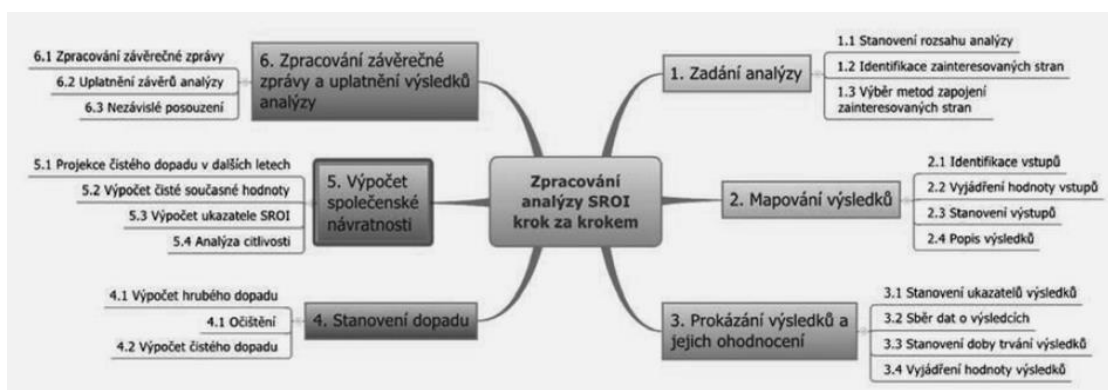 Zpracování
analýzy SROI
krok za krokem
1. Zadání analýzy
1.1 Stanovení rozsahu analýzy
1.2 Identifikace zainteresovaných stran
1.3 Výběr metod zapojení
zainteresovaných stran
2. Mapování výsledků
2.1 Identifikace vstupů
2.2 Vyjádření hodnoty vstupů
2.3 Stanovení výstupů
2.4 Popis výsledků
3. Prokázání výsledků a
jejich ohodnocení
3.1 Stanovení ukazatelů výsledků
3.2 Sběr dat o výsledcích
3.3 Stanovení doby trvání výsledků
3.4 Vyjádření hodnoty výsledků
4. Stanovení dopadu
4.1 Výpočet hrubého dopadu
4.1 Očištění
4.2 Výpočet čistého dopadu
5. Výpočet
společenské
návratnosti
5.1 Projekce čistého dopadu v dalších letech
5.2 Výpočet čisté současné hodnoty
5.3 Výpočet ukazatele SROI
5.4 Analýza citlivosti
6. Zpracování závěrečné
zprávy a uplatnění výsledků
analýzy
6.1 Zpracování závěrečné zprávy
6.2 Uplatnění závěrů analýzy
6.3 Nezávislé posouzení